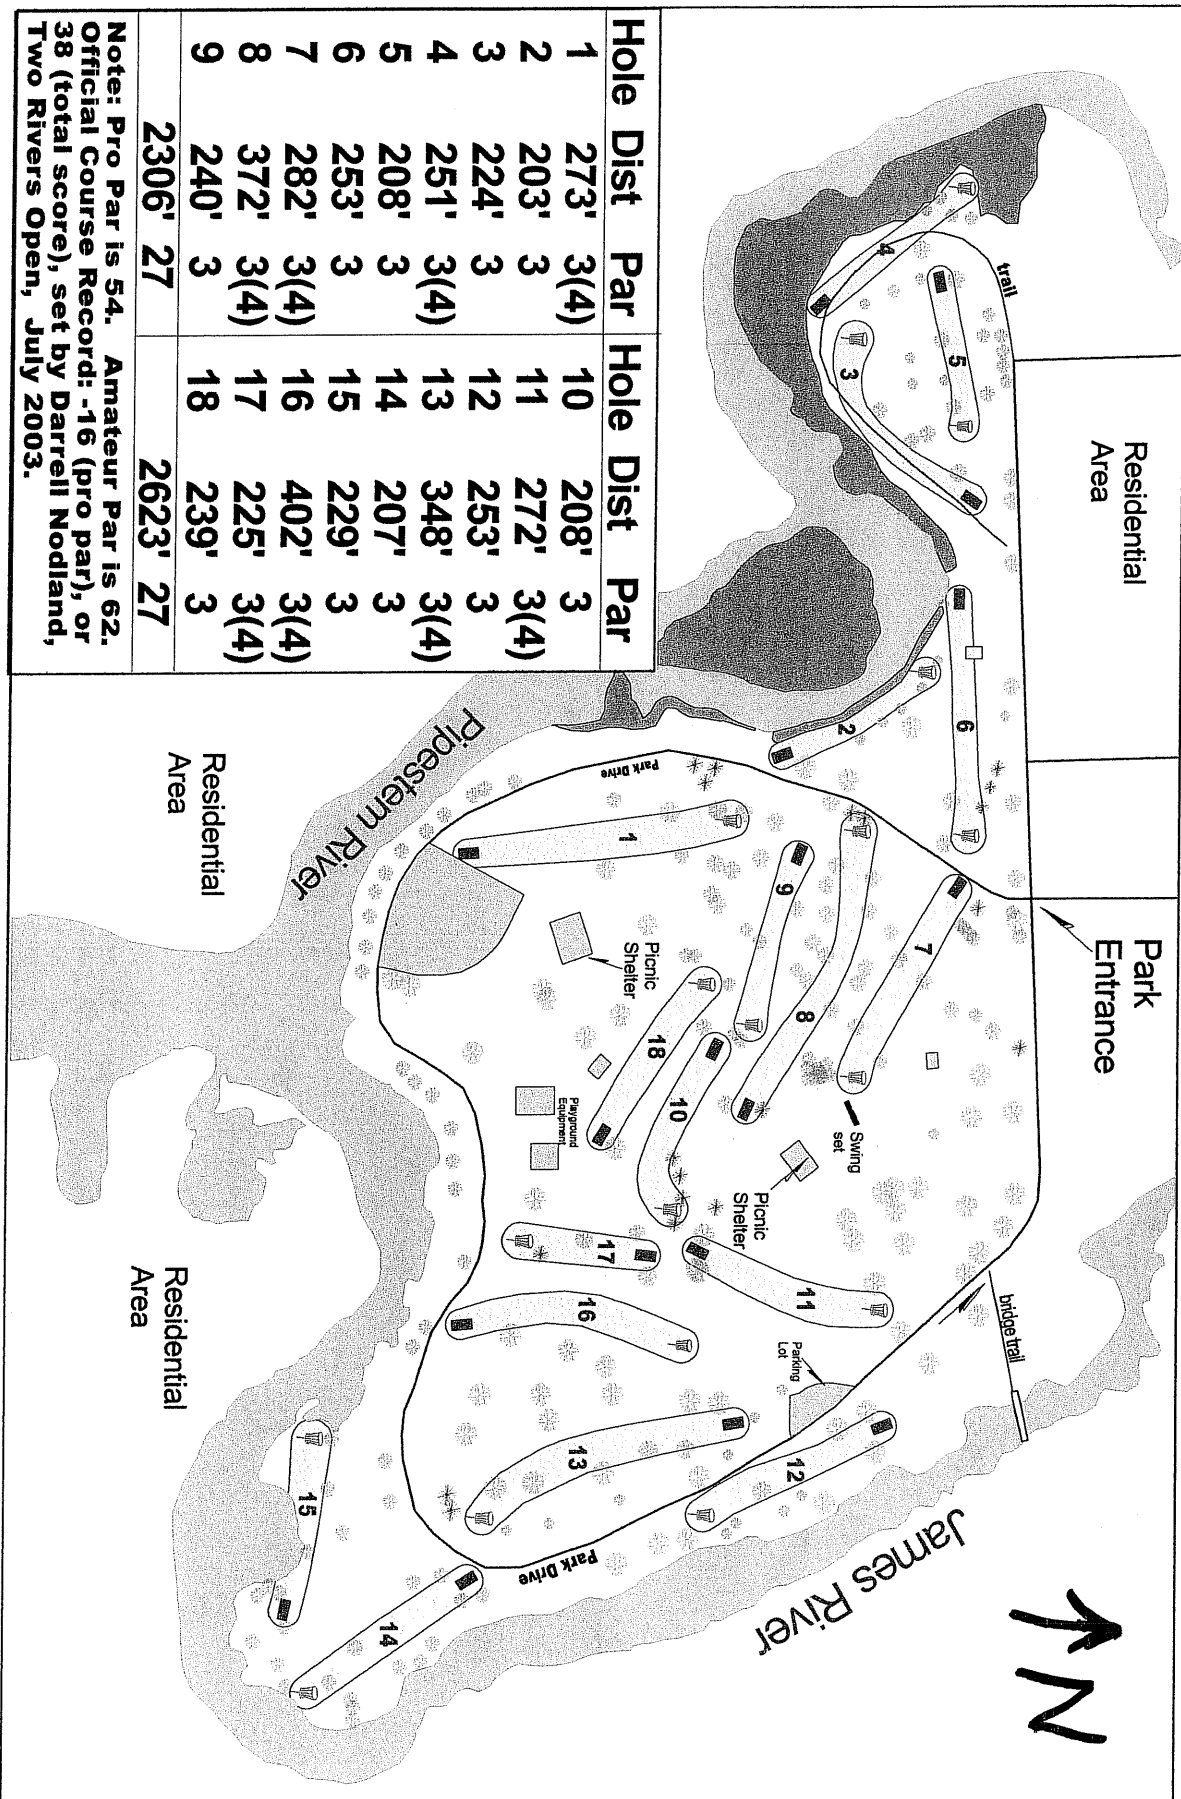 Hole Dist Par Hole Dist Par
1 273' 3(4) 10 208' 3
2 203' 3 11 272' 3(4)
3 224' 3 12 253' 3
4 251' 3(4) 13 348' 3(4)
5 208' 3 14 207' 3
6 253' 3 15 229' 3
7 282' 3(4) 16 402' 3(4)
8 372' 3(4) 17 225' 3(4)
9 240' 3 18 239' 3
2306' 27 2623' 27
Note: Pro Par is 54. Amateur Par is 62.
Official Course Record: -16 (pro par), or
38 (total score), set by Darrell Nodland,
Two Rivers Open, July 2003.
Residential
Area
Park
Entrance
trail
4
5
3
6
2
Park Drive
1
9
7
8
Swing
set
Picnic
Shelter
18
10
Picnic
Shelter
Playground
Equipment
17
11
16
Parking
Lot
bridge trail
13
12
15
14
Park Drive
Pipestem River
James River
Residential
Area
Residential
Area
N